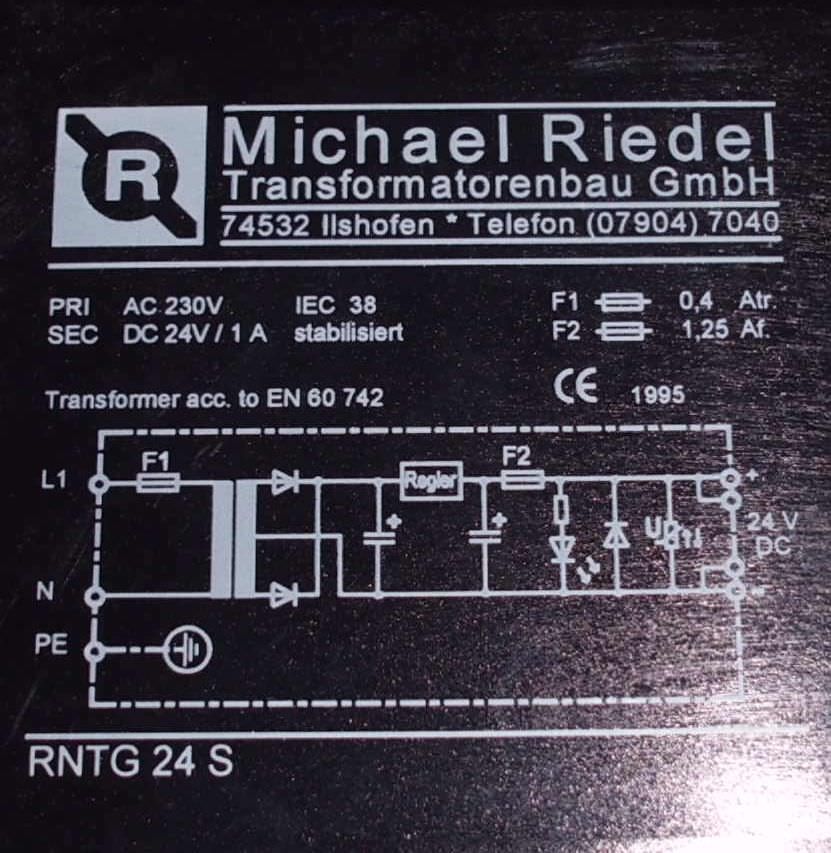 R
Michael Riedel
Transformatorenbau GmbH
74532 Ilshofen * Telefon (07904) 7040
PRI AC 230V IEC 38 F1 0,4 Atr.
SEC DC 24V / 1 A stabilisiert F2 1,25 Af.
Transformer acc. to EN 60 742 CE 1995
L1 F1 Regler F2 +
+ + U 24 V
DC
N -
PE
RNTG 24 S